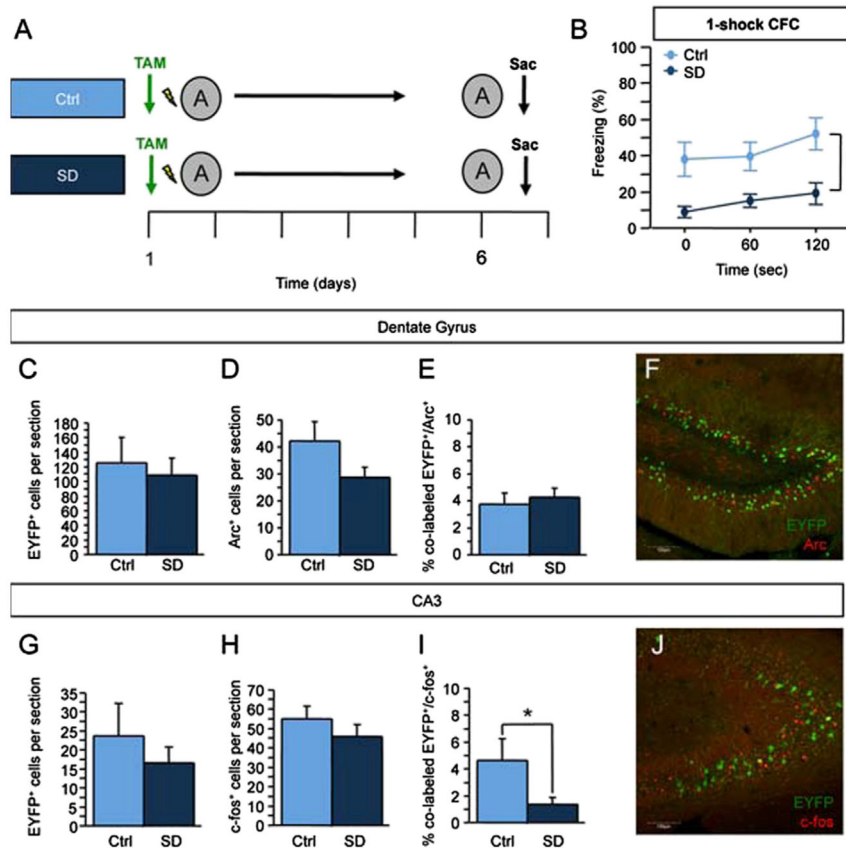 A
TAM
Ctrl
A
A
Sac
TAM
SD
A
A
Sac
1
6
Time (days)
1-shock CFC
B
Ctrl
SD
100
80
60
40
20
0
Freezing (%)
0 60 120
Time (sec)
Dentate Gyrus
C
EYFP⁺ cells per section
180
160
140
120
100
80
60
40
20
0
Ctrl SD
D
Arc⁺ cells per section
50
40
30
20
10
0
Ctrl SD
E
% co-labeled EYFP⁺/Arc⁺
10
8
6
4
2
0
Ctrl SD
F
EYFP
Arc
CA3
G
EYFP⁺ cells per section
35
30
25
20
15
10
5
0
Ctrl SD
H
c-fos⁺ cells per section
70
60
50
40
30
20
10
0
Ctrl SD
I
% co-labeled EYFP⁺/c-fos⁺
10
8
6
4
2
0
*
Ctrl SD
J
EYFP
c-fos